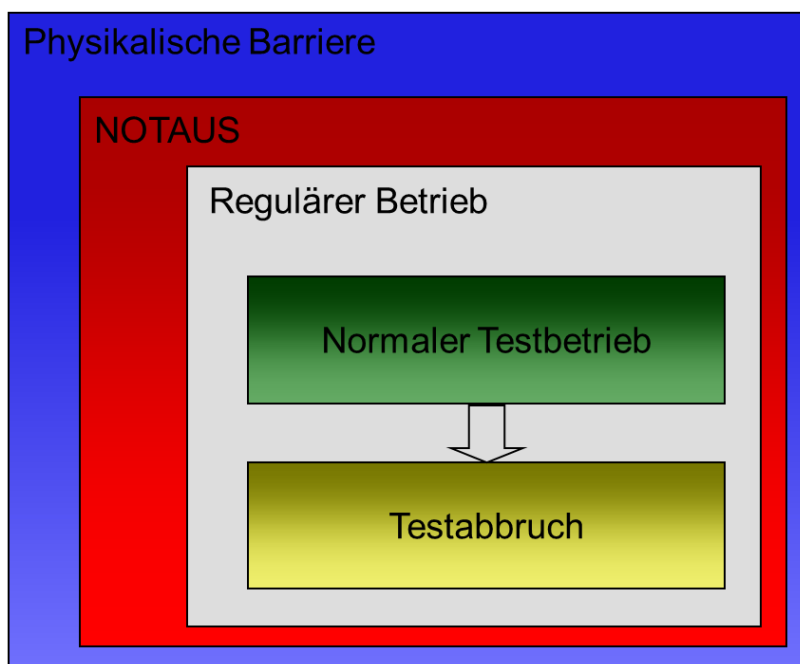 Physikalische Barriere
NOTAUS
Regulärer Betrieb
Normaler Testbetrieb
Testabbruch